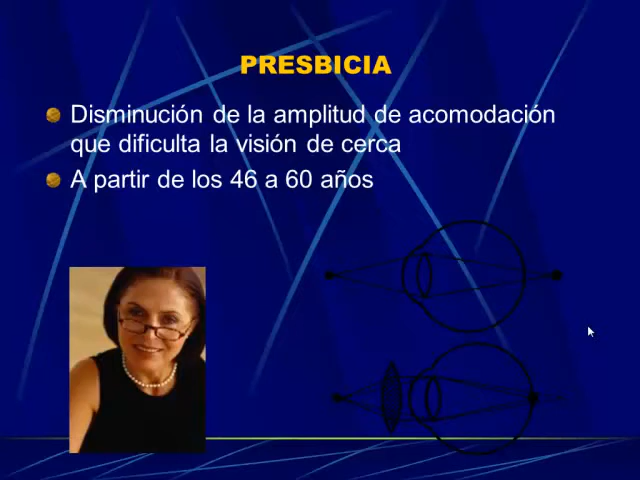 PRESBICIA
Disminución de la amplitud de acomodación
que dificulta la visión de cerca
A partir de los 46 a 60 años